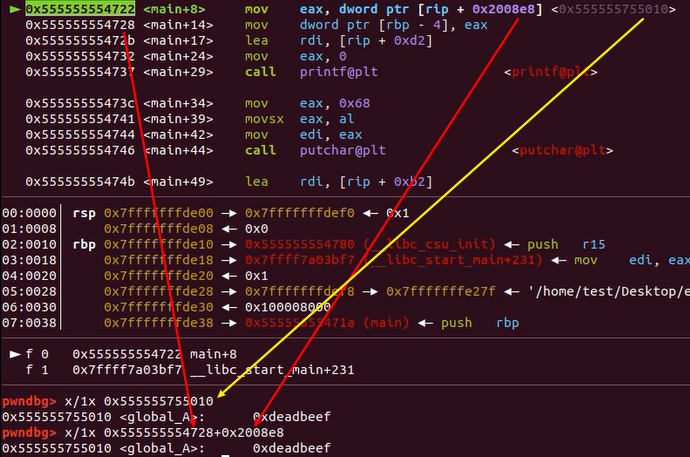 ► 0x555555554722 <main+8> mov eax, dword ptr [rip + 0x2008e8] <0x555555755010>
0x555555554728 <main+14> mov dword ptr [rbp - 4], eax
0x55555555472b <main+17> lea rdi, [rip + 0xd2]
0x555555554732 <main+24> mov eax, 0
0x555555554737 <main+29> call printf@plt <printf@plt>
0x55555555473c <main+34> mov eax, 0x68
0x555555554741 <main+39> movsx eax, al
0x555555554744 <main+42> mov edi, eax
0x555555554746 <main+44> call putchar@plt <putchar@plt>
0x55555555474b <main+49> lea rdi, [rip + 0xb2]
00:0000│ rsp 0x7fffffffde00 —▸ 0x7fffffffdef0 ◂— 0x1
01:0008│ 0x7fffffffde08 ◂— 0x0
02:0010│ rbp 0x7fffffffde10 —▸ 0x555555554780 (__libc_csu_init) ◂— push r15
03:0018│ 0x7fffffffde18 —▸ 0x7ffff7a03bf7 (__libc_start_main+231) ◂— mov edi, eax
04:0020│ 0x7fffffffde20 ◂— 0x1
05:0028│ 0x7fffffffde28 —▸ 0x7fffffffdef8 —▸ 0x7fffffffe27f ◂— '/home/test/Desktop/e
06:0030│ 0x7fffffffde30 ◂— 0x100008000
07:0038│ 0x7fffffffde38 —▸ 0x55555555471a (main) ◂— push rbp
► f 0 0x555555554722 main+8
f 1 0x7ffff7a03bf7 __libc_start_main+231
pwndbg> x/1x 0x555555755010
0x555555755010 <global_A>: 0xdeadbeef
pwndbg> x/1x 0x555555554728+0x2008e8
0x555555755010 <global_A>: 0xdeadbeef